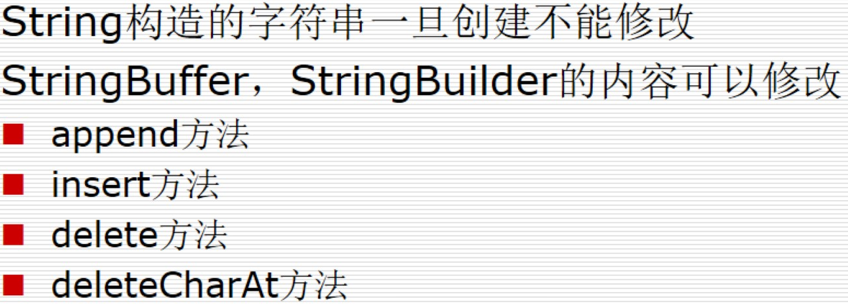 String构造的字符串一旦创建不能修改
StringBuffer，StringBuilder的内容可以修改
append方法
insert方法
delete方法
deleteCharAt方法